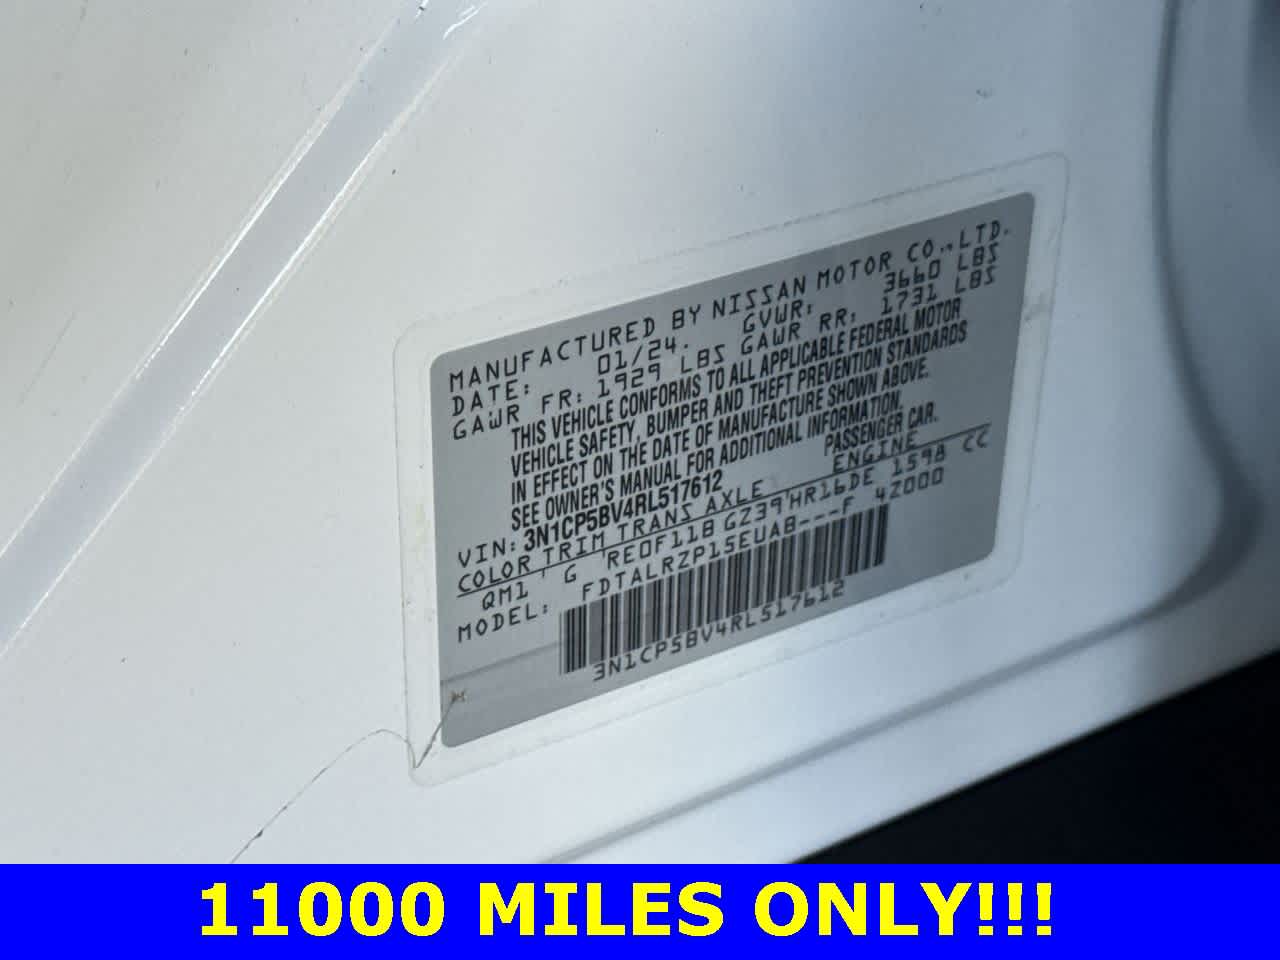 MANUFACTURED BY NISSAN MOTOR CO.,LTD.
DATE: 01/24. GVWR: 3660 LBS
GAWR FR: 1929 LBS GAWR RR: 1731 LBS
THIS VEHICLE CONFORMS TO ALL APPLICABLE FEDERAL MOTOR
VEHICLE SAFETY, BUMPER AND THEFT PREVENTION STANDARDS
IN EFFECT ON THE DATE OF MANUFACTURE SHOWN ABOVE.
SEE OWNER'S MANUAL FOR ADDITIONAL INFORMATION.
VIN: 3N1CP5BV4RL517612 PASSENGER CAR.
COLOR TRIM TRANS AXLE ENGINE
QM1 ' G RE0F11B GZ39'HR16DE 1598 CC
MODEL: FDTALRZP15EUAB---F 4Z000
3N1CP5BV4RL517612
11000 MILES ONLY!!!